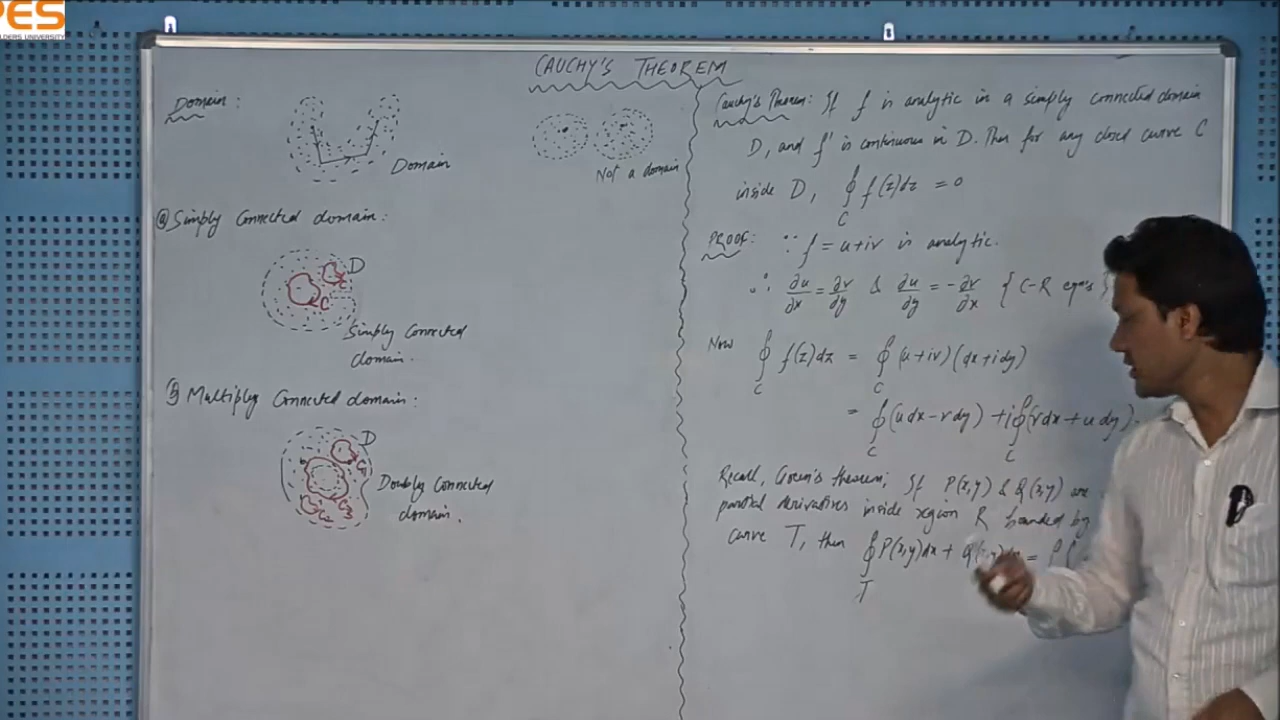 PES
LDERS UNIVERSITY
CAUCHY'S THEOREM
Domain:
Domain
Not a domain
ⓐ Simply Connected domain:
D
C
C
Simply Connected
domain.
Multiply Connected domain:
D
C₁
C₂
C₃
Doubly Connected
domain.
Cauchy's Theorem: If f is analytic in a simply connected domain
D, and f' is continuous in D. Then for any closed curve C
inside D, ∮_C f(z)dz = 0
PROOF: ∵ f = u+iv is analytic.
∴ ∂u/∂x = ∂v/∂y & ∂u/∂y = -∂v/∂x { C-R eqns }
Now ∮_C f(z)dz = ∮_C (u+iv)(dx+idy)
= ∮_C (udx-vdy) + i∮_C (vdx+udy).
Recall, Green's theorem; If P(x,y) & Q(x,y) are
partial derivatives inside region R bounded by
curve T, then ∮_T P(x,y)dx + Q(x,y) =